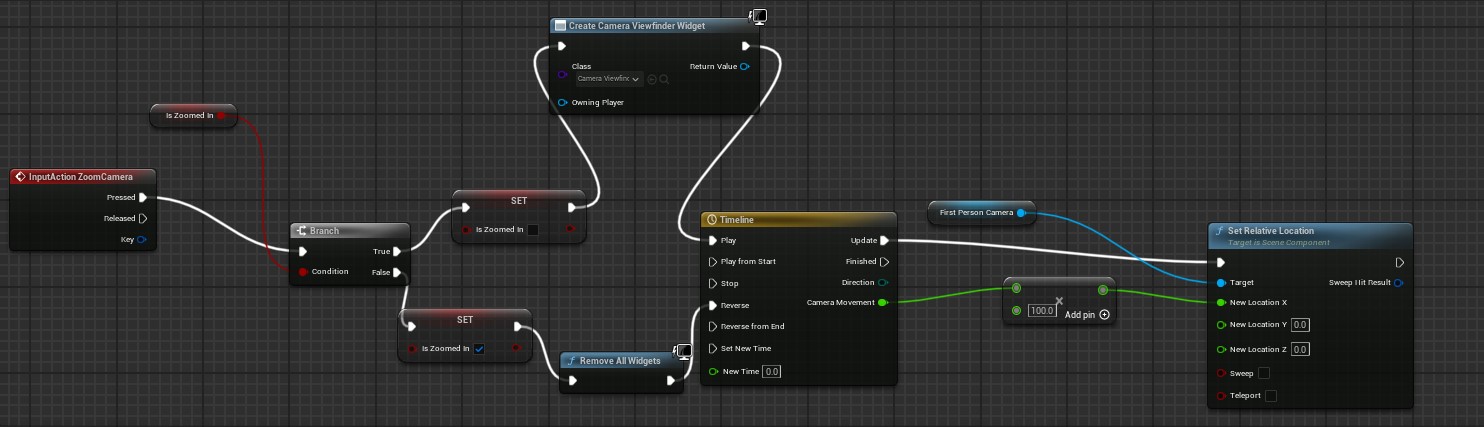 Create Camera Viewfinder Widget
Class
Return Value
Camera Viewfinc
Owning Player
Is Zoomed In
InputAction ZoomCamera
Pressed
Released
Key
SET
Is Zoomed In
Branch
True
Condition
False
SET
Is Zoomed In
Remove All Widgets
Timeline
Play
Update
Play from Start
Finished
Stop
Direction
Reverse
Camera Movement
Reverse from End
Set New Time
New Time 0.0
First Person Camera
100.0
Add pin
Set Relative Location
Target is Scene Component
Target
Sweep Hit Result
New Location X
New Location Y 0.0
New Location Z 0.0
Sweep
Teleport